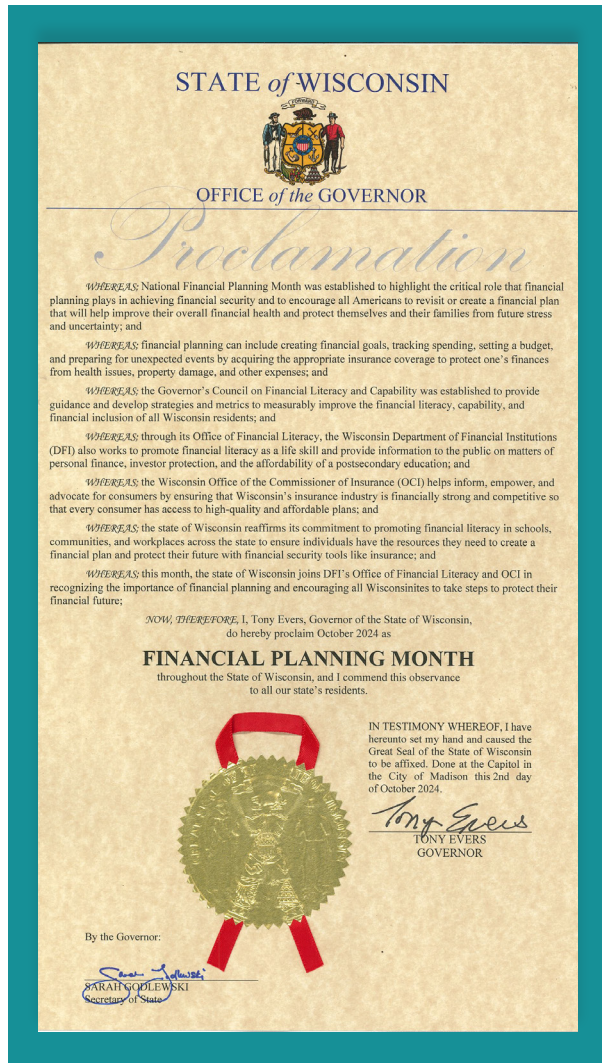 STATE of WISCONSIN
FORWARD
OFFICE of the GOVERNOR
Proclamation
WHEREAS; National Financial Planning Month was established to highlight the critical role that financial
planning plays in achieving financial security and to encourage all Americans to revisit or create a financial plan
that will help improve their overall financial health and protect themselves and their families from future stress
and uncertainty; and
WHEREAS; financial planning can include creating financial goals, tracking spending, setting a budget,
and preparing for unexpected events by acquiring the appropriate insurance coverage to protect one's finances
from health issues, property damage, and other expenses; and
WHEREAS; the Governor's Council on Financial Literacy and Capability was established to provide
guidance and develop strategies and metrics to measurably improve the financial literacy, capability, and
financial inclusion of all Wisconsin residents; and
WHEREAS; through its Office of Financial Literacy, the Wisconsin Department of Financial Institutions
(DFI) also works to promote financial literacy as a life skill and provide information to the public on matters of
personal finance, investor protection, and the affordability of a postsecondary education; and
WHEREAS; the Wisconsin Office of the Commissioner of Insurance (OCI) helps inform, empower, and
advocate for consumers by ensuring that Wisconsin's insurance industry is financially strong and competitive so
that every consumer has access to high-quality and affordable plans; and
WHEREAS; the state of Wisconsin reaffirms its commitment to promoting financial literacy in schools,
communities, and workplaces across the state to ensure individuals have the resources they need to create a
financial plan and protect their future with financial security tools like insurance; and
WHEREAS; this month, the state of Wisconsin joins DFI's Office of Financial Literacy and OCI in
recognizing the importance of financial planning and encouraging all Wisconsinites to take steps to protect their
financial future;
NOW, THEREFORE, I, Tony Evers, Governor of the State of Wisconsin,
do hereby proclaim October 2024 as
FINANCIAL PLANNING MONTH
throughout the State of Wisconsin, and I commend this observance
to all our state's residents.
IN TESTIMONY WHEREOF, I have
hereunto set my hand and caused the
Great Seal of the State of Wisconsin
to be affixed. Done at the Capitol in
the City of Madison this 2nd day
of October 2024.
Tony Evers
TONY EVERS
GOVERNOR
By the Governor:
Sarah Godlewski
SARAH GODLEWSKI
Secretary of State